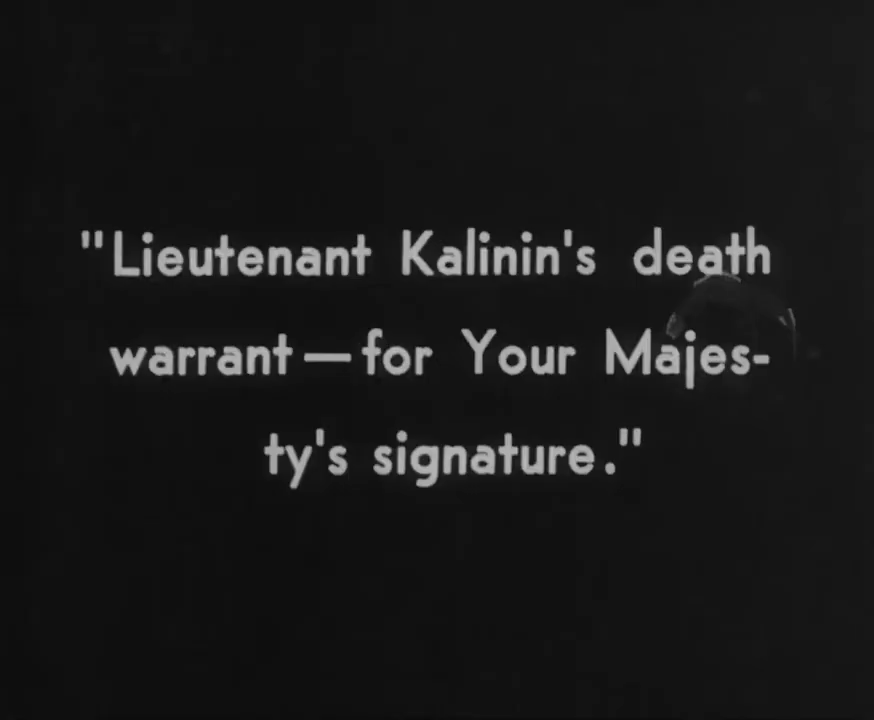 "Lieutenant Kalinin's death
warrant—for Your Majes-
ty's signature."